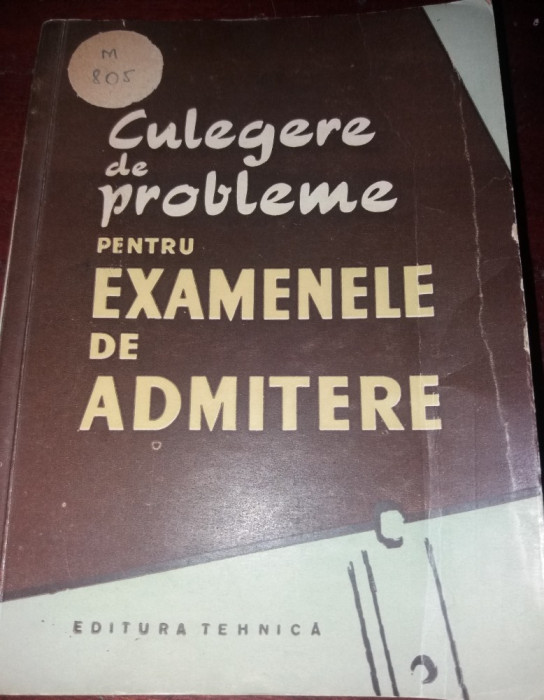 M
805
Culegere
de
probleme
PENTRU
EXAMENELE
DE
ADMITERE
EDITURA TEHNICĂ